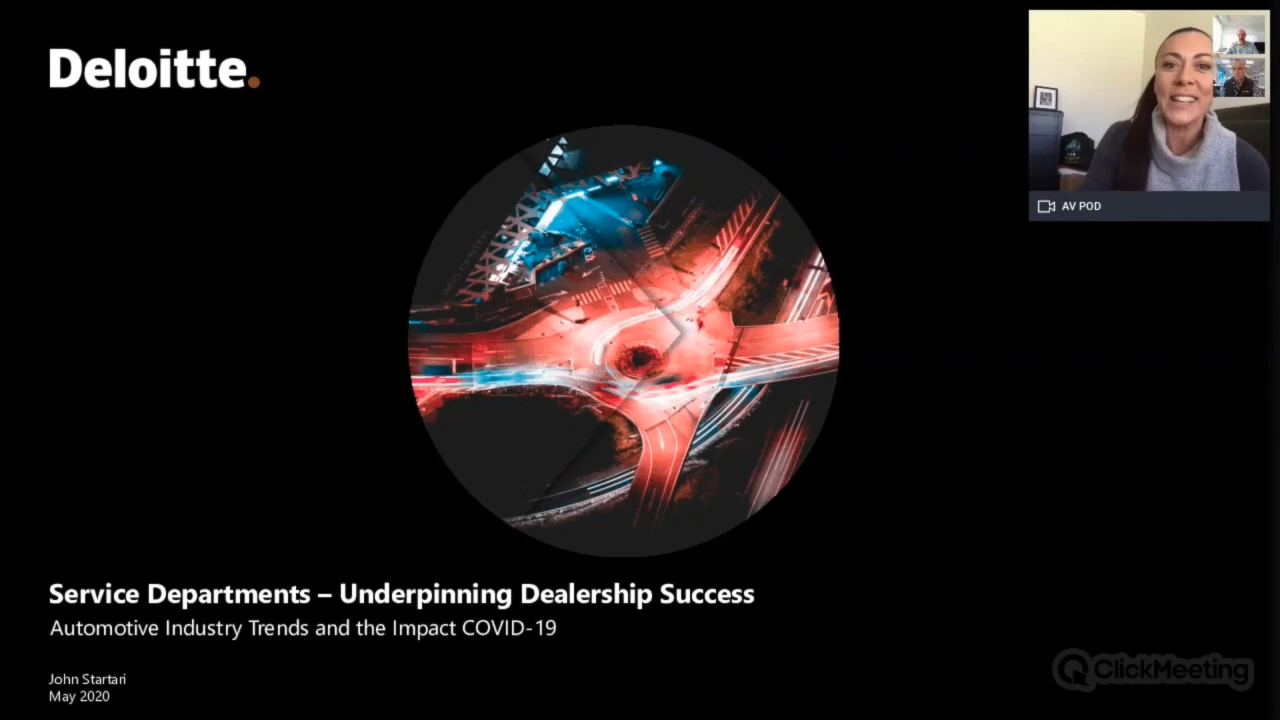 Deloitte.
AV POD
Service Departments – Underpinning Dealership Success
Automotive Industry Trends and the Impact COVID-19
John Startari
May 2020
ClickMeeting